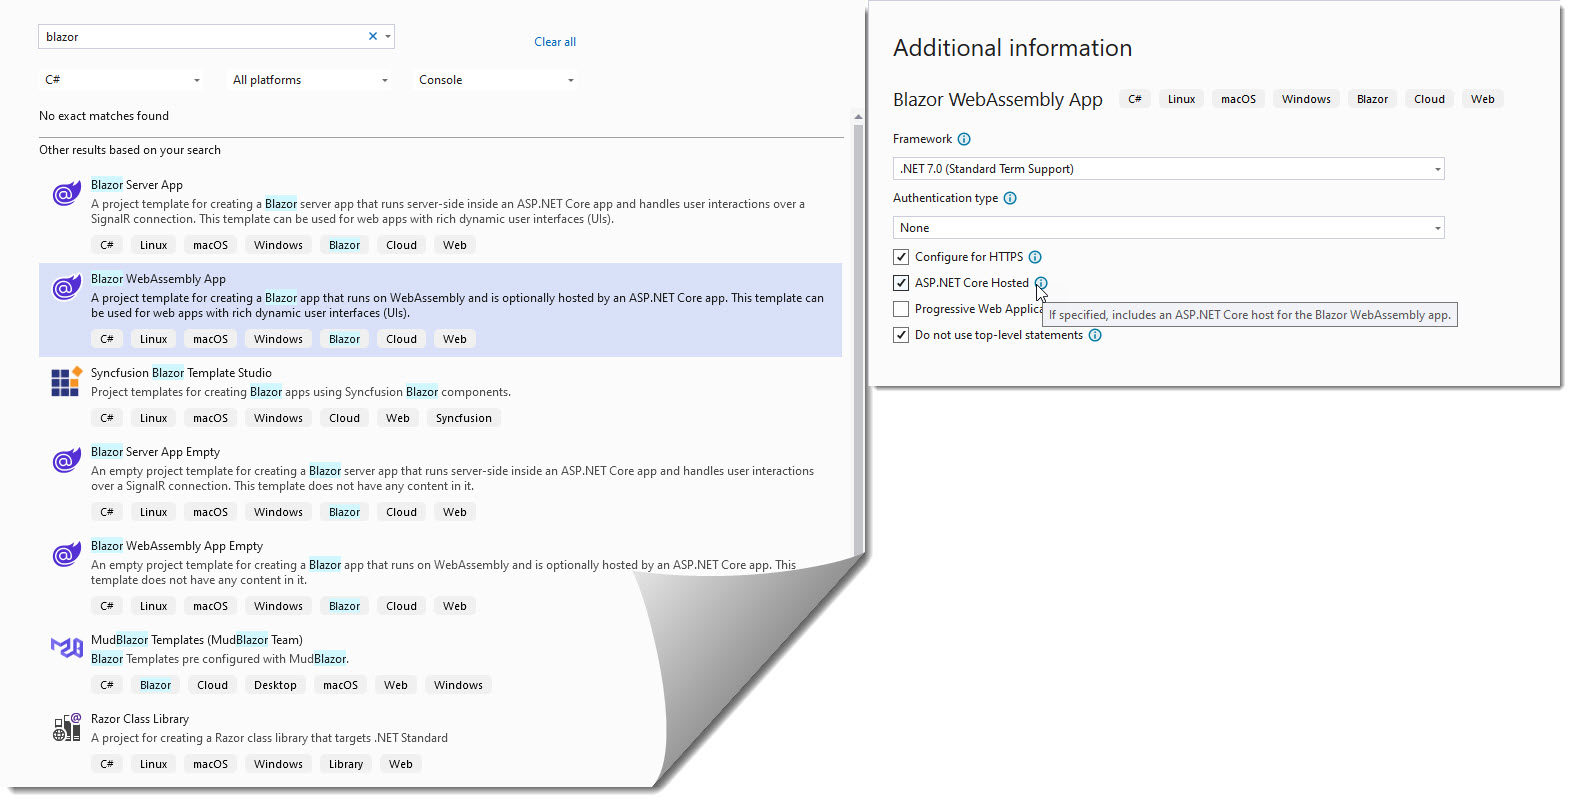 blazor
Clear all
C#
All platforms
Console
No exact matches found
Other results based on your search
Blazor Server App
A project template for creating a Blazor server app that runs server-side inside an ASP.NET Core app and handles user interactions over a
SignalR connection. This template can be used for web apps with rich dynamic user interfaces (UIs).
C# Linux macOS Windows Blazor Cloud Web
Blazor WebAssembly App
A project template for creating a Blazor app that runs on WebAssembly and is optionally hosted by an ASP.NET Core app. This template can
be used for web apps with rich dynamic user interfaces (UIs).
C# Linux macOS Windows Blazor Cloud Web
Syncfusion Blazor Template Studio
Project templates for creating Blazor apps using Syncfusion Blazor components.
C# Linux macOS Windows Cloud Web Syncfusion
Blazor Server App Empty
An empty project template for creating a Blazor server app that runs server-side inside an ASP.NET Core app and handles user interactions
over a SignalR connection. This template does not have any content in it.
C# Linux macOS Windows Blazor Cloud Web
Blazor WebAssembly App Empty
An empty project template for creating a Blazor app that runs on WebAssembly and is optionally hosted by an ASP.NET Core app. This
template does not have any content in it.
C# Linux macOS Windows Blazor Cloud Web
MudBlazor Templates (MudBlazor Team)
Blazor Templates pre configured with MudBlazor.
C# Blazor Cloud Desktop macOS Web Windows
Razor Class Library
A project for creating a Razor class library that targets .NET Standard
C# Linux macOS Windows Library Web
Additional information
Blazor WebAssembly App C# Linux macOS Windows Blazor Cloud Web
Framework
.NET 7.0 (Standard Term Support)
Authentication type
None
Configure for HTTPS
ASP.NET Core Hosted
Progressive Web Applica
If specified, includes an ASP.NET Core host for the Blazor WebAssembly app.
Do not use top-level statements